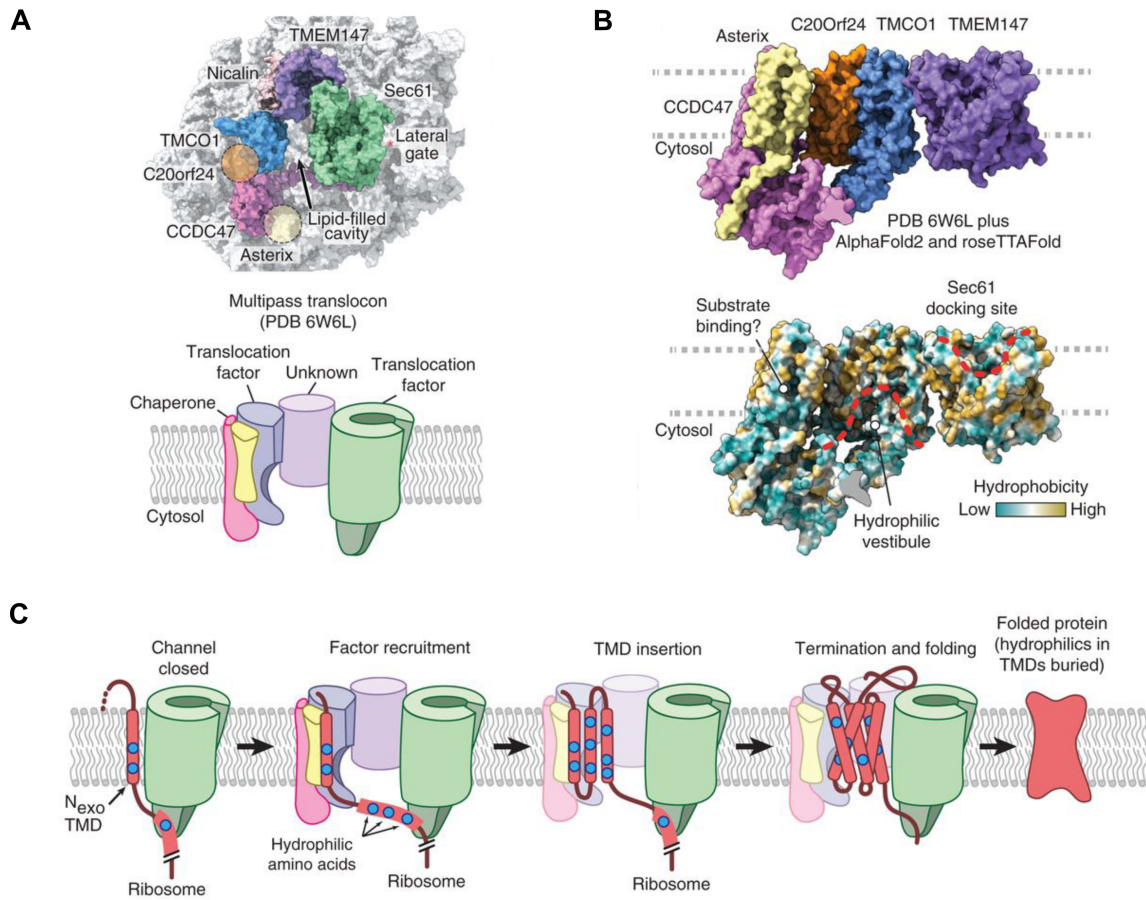 A
TMEM147
Nicalin
Sec61
TMCO1
Lateral
gate
C20orf24
CCDC47
Lipid-filled
cavity
Asterix
Multipass translocon
(PDB 6W6L)
Translocation
factor
Unknown
Translocation
factor
Chaperone
Cytosol
B
C20Orf24 TMCO1 TMEM147
Asterix
CCDC47
Cytosol
PDB 6W6L plus
AlphaFold2 and roseTTAFold
Substrate
binding?
Sec61
docking site
Cytosol
Hydrophobicity
Low High
Hydrophilic
vestibule
C
Channel
closed
Factor recruitment
TMD insertion
Termination and folding
Folded protein
(hydrophilics in
TMDs buried)
Nexo
TMD
Hydrophilic
amino acids
Ribosome
Ribosome
Ribosome